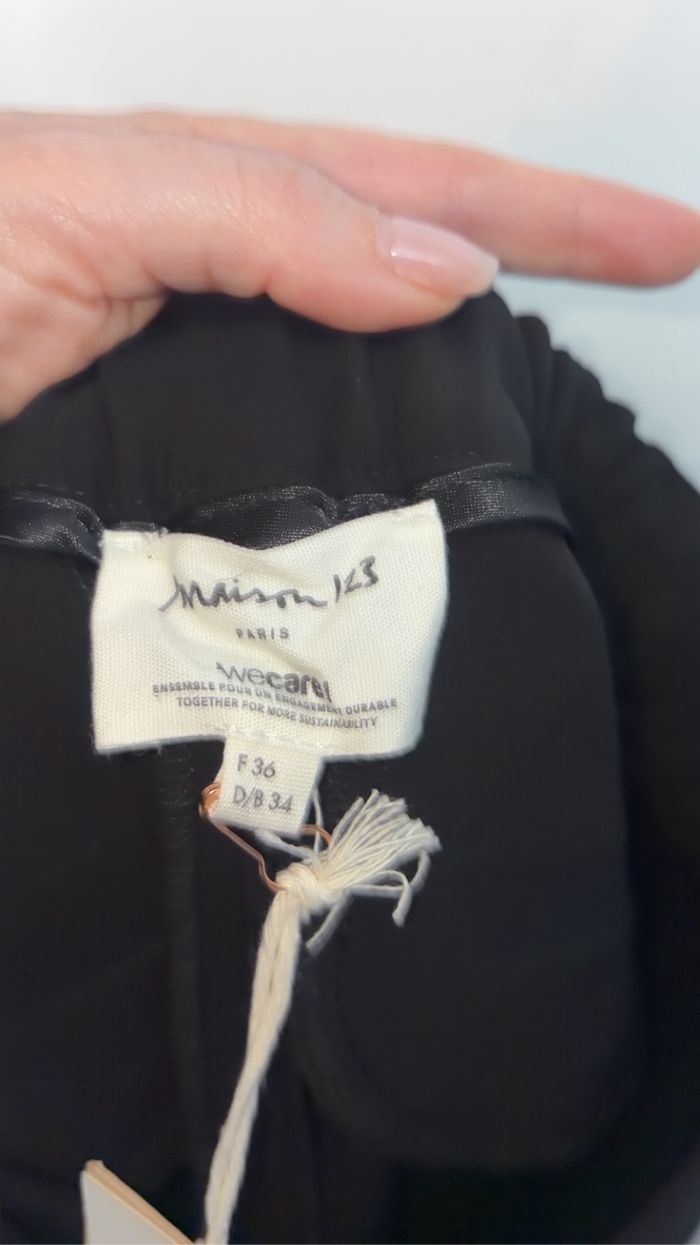 Maison 123
PARIS
wecare!
ENSEMBLE POUR UN ENGAGEMENT DURABLE
TOGETHER FOR MORE SUSTAINABILITY
F 36
D/B 34